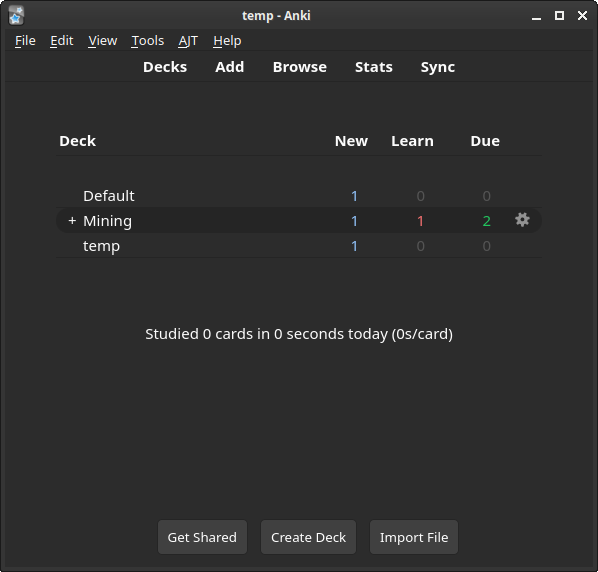 temp - Anki
File Edit View Tools AJT Help
Decks Add Browse Stats Sync
Deck New Learn Due
Default 1 0 0
+ Mining 1 1 2
temp 1 0 0
Studied 0 cards in 0 seconds today (0s/card)
Get Shared Create Deck Import File